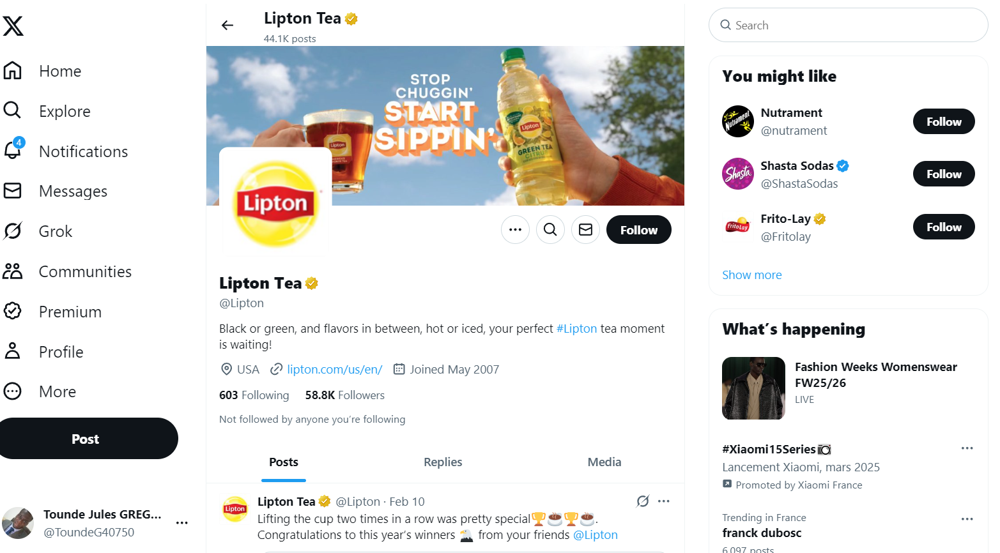 Home
Explore
4
Notifications
Messages
Grok
Communities
Premium
Profile
More
Post
Tounde Jules GREG...
@ToundeG40750
Lipton Tea
44.1K posts
STOP
CHUGGIN'
START
SIPPIN'
Lipton
Lipton
GREEN TEA
CITRUS
Lipton
Follow
Lipton Tea
@Lipton
Black or green, and flavors in between, hot or iced, your perfect #Lipton tea moment
is waiting!
USA lipton.com/us/en/ Joined May 2007
603 Following 58.8K Followers
Not followed by anyone you're following
Posts Replies Media
Lipton
Lipton Tea @Lipton · Feb 10
Lifting the cup two times in a row was pretty special🏆☕🏆☕.
Congratulations to this year's winners 🦅 from your friends @Lipton
Search
You might like
Nutrament
Nutrament
@nutrament
Follow
Shasta
Shasta Sodas
@ShastaSodas
Follow
Frito Lay
Frito-Lay
@Fritolay
Follow
Show more
What's happening
Fashion Weeks Womenswear
FW25/26
LIVE
#Xiaomi15Series📷
Lancement Xiaomi, mars 2025
Promoted by Xiaomi France
Trending in France
franck dubosc
6 097 posts